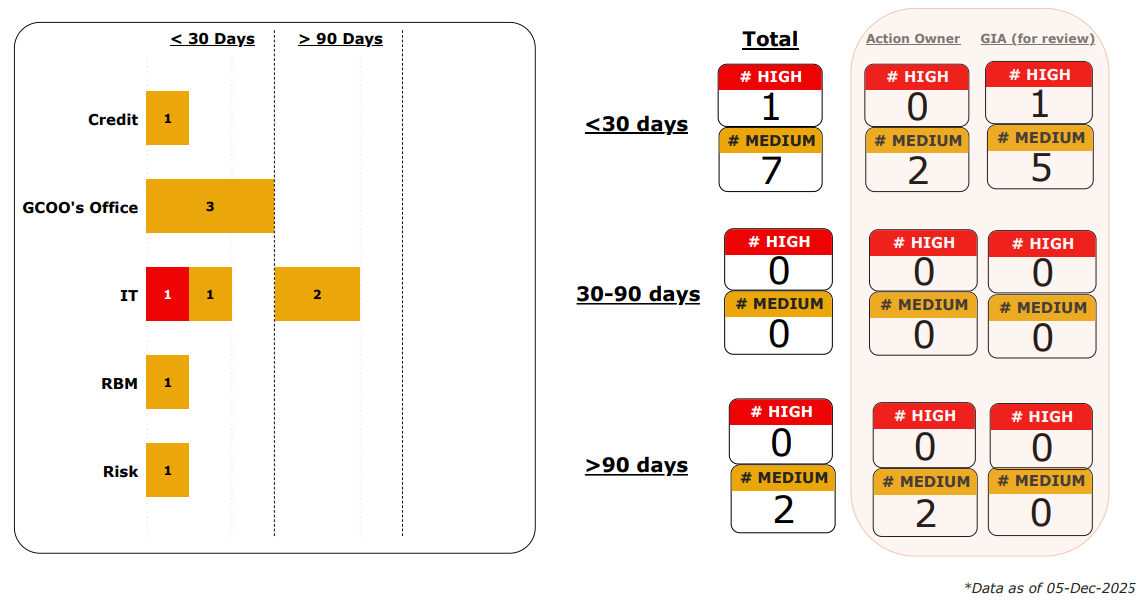 < 30 Days > 90 Days
Credit 1
GCOO's Office 3
IT 1 1 2
RBM 1
Risk 1
Total Action Owner GIA (for review)
<30 days
# HIGH # HIGH # HIGH
1 0 1
# MEDIUM # MEDIUM # MEDIUM
7 2 5
30-90 days
# HIGH # HIGH # HIGH
0 0 0
# MEDIUM # MEDIUM # MEDIUM
0 0 0
>90 days
# HIGH # HIGH # HIGH
0 0 0
# MEDIUM # MEDIUM # MEDIUM
2 2 0
*Data as of 05-Dec-2025